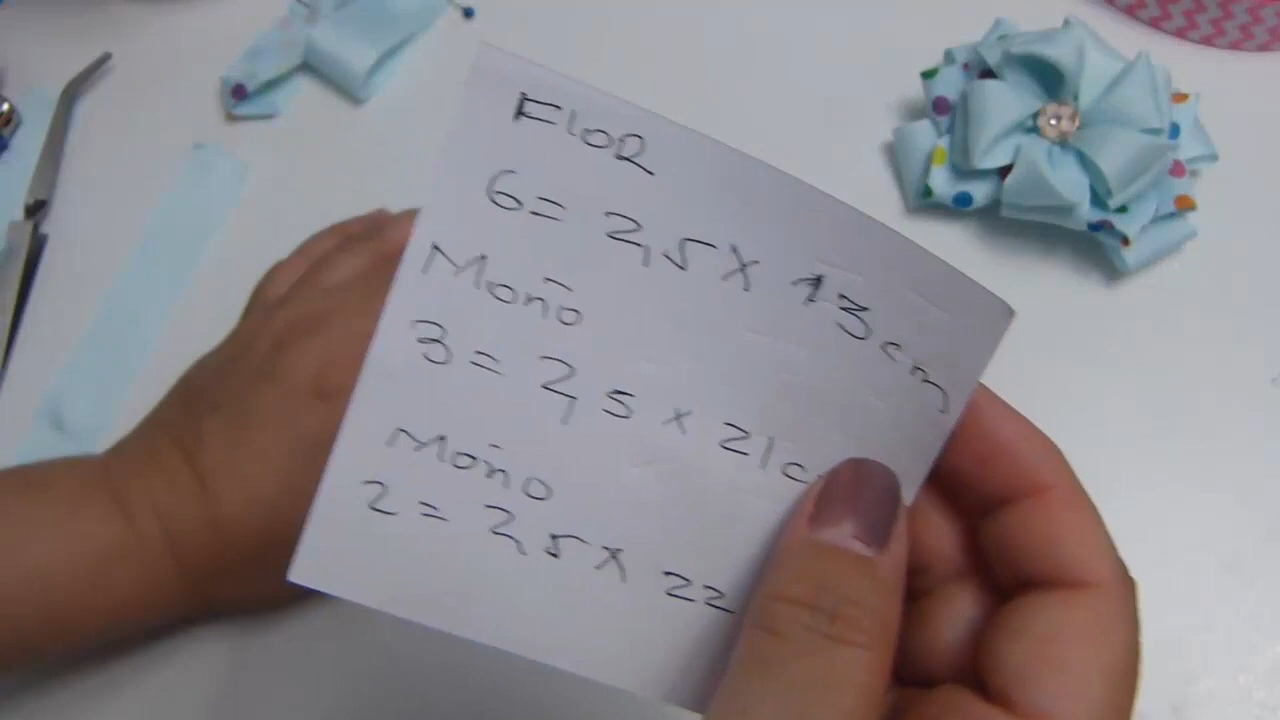 FlOR
6= 2,5 X 13cm
Moño
3= 2,5 x 21c
Moño
2= 2,5 x 22